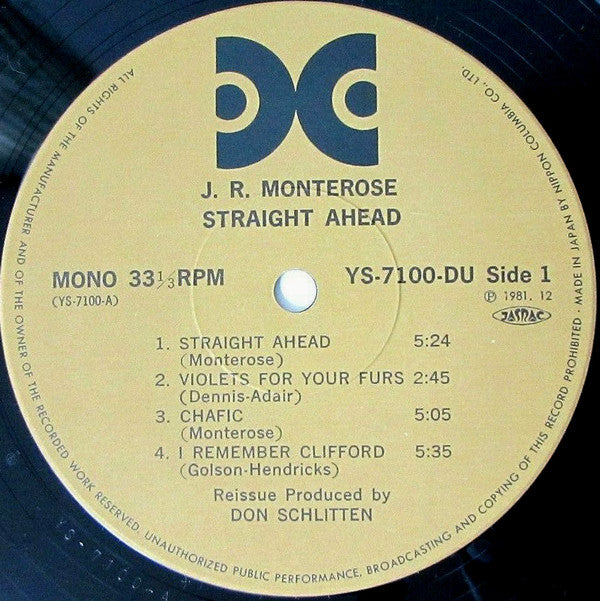 J. R. MONTEROSE
STRAIGHT AHEAD
MONO 33 1/3 RPM
(YS-7100-A)
YS-7100-DU Side 1
Ⓟ 1981. 12
JASRAC
1. STRAIGHT AHEAD 5:24
(Monterose)
2. VIOLETS FOR YOUR FURS 2:45
(Dennis-Adair)
3. CHAFIC 5:05
(Monterose)
4. I REMEMBER CLIFFORD 5:35
(Golson-Hendricks)
Reissue Produced by
DON SCHLITTEN
ALL RIGHTS OF THE MANUFACTURER AND OF THE OWNER OF THE RECORDED WORK RESERVED. UNAUTHORIZED PUBLIC PERFORMANCE, BROADCASTING AND COPYING OF THIS RECORD PROHIBITED · MADE IN JAPAN BY NIPPON COLUMBIA CO., LTD.